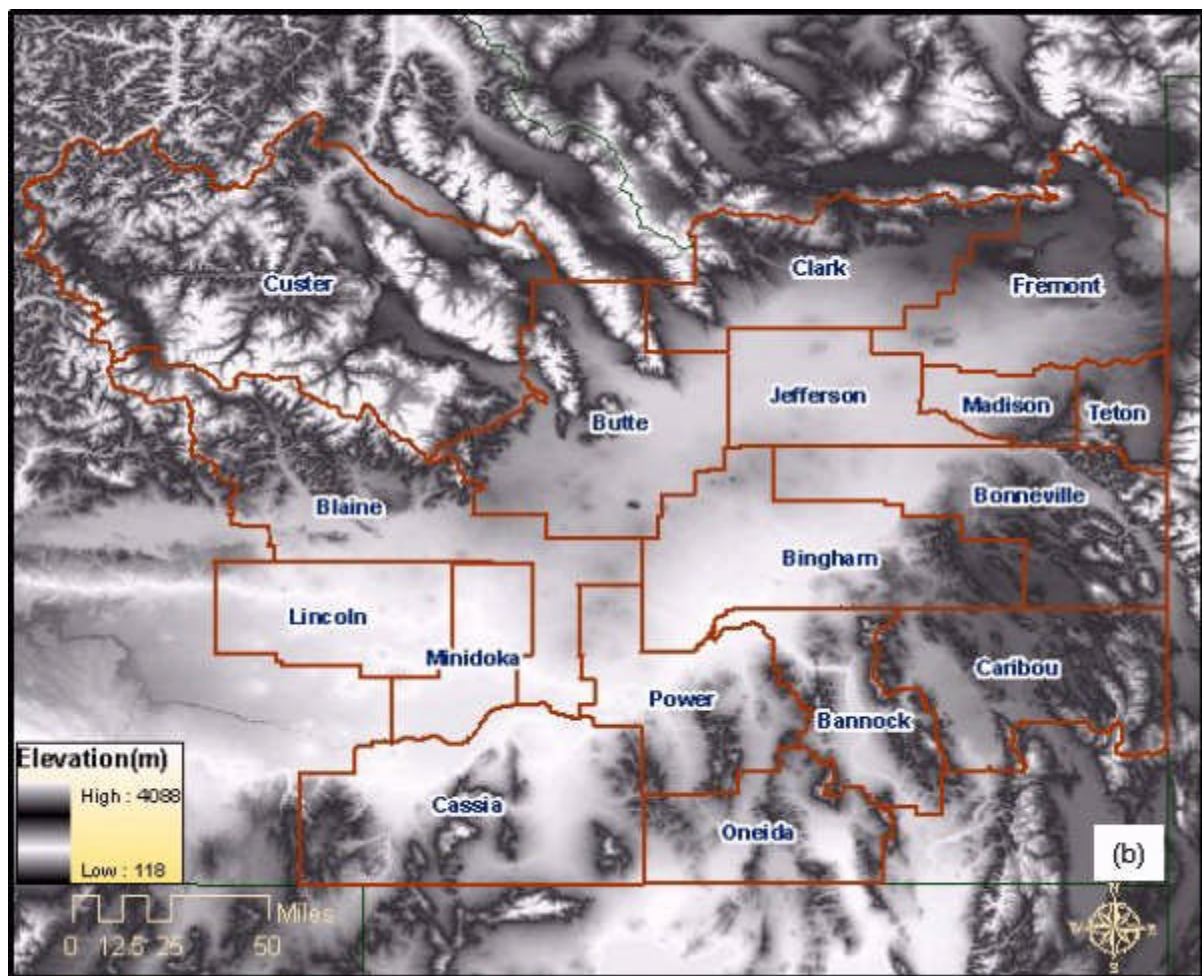 Clark
Custer
Fremont
Jefferson
Madison
Teton
Butte
Bonneville
Blaine
Bingham
Lincoln
Minidoka
Caribou
Power
Bannock
Elevation(m)
High : 4088
Low : 118
Cassia
Oneida
(b)
Miles
0 12.5 25 50
N
W E
S